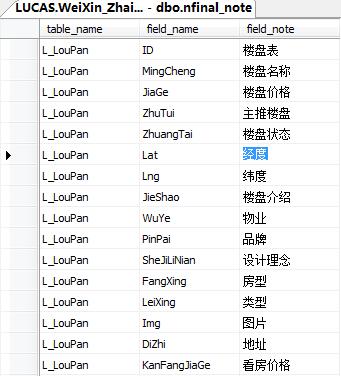 LUCAS.WeiXin_Zhai... - dbo.nfinal_note
table_name field_name field_note
L_LouPan ID 楼盘表
L_LouPan MingCheng 楼盘名称
L_LouPan JiaGe 楼盘价格
L_LouPan ZhuTui 主推楼盘
L_LouPan ZhuangTai 楼盘状态
L_LouPan Lat 经度
L_LouPan Lng 纬度
L_LouPan JieShao 楼盘介绍
L_LouPan WuYe 物业
L_LouPan PinPai 品牌
L_LouPan SheJiLiNian 设计理念
L_LouPan FangXing 房型
L_LouPan LeiXing 类型
L_LouPan Img 图片
L_LouPan DiZhi 地址
L_LouPan KanFangJiaGe 看房价格